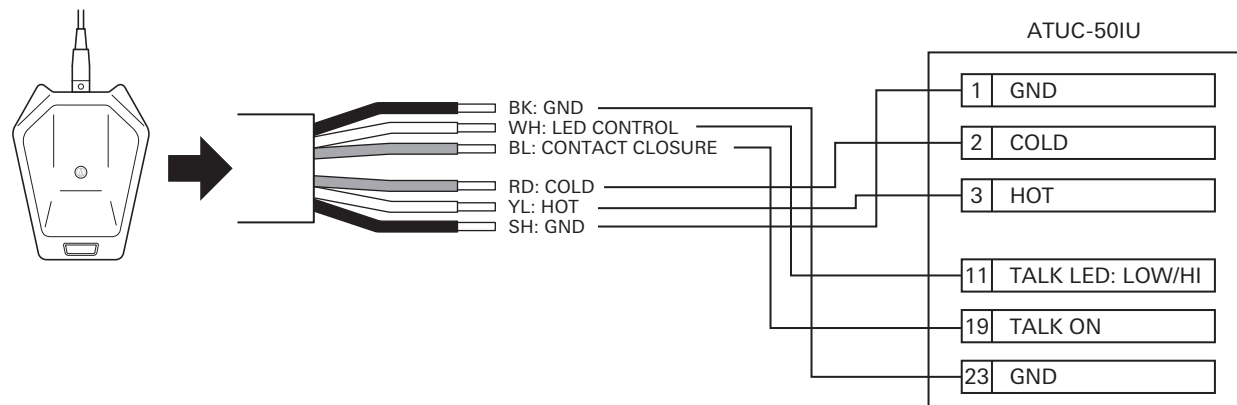 ATUC-50IU
BK: GND
WH: LED CONTROL
BL: CONTACT CLOSURE
RD: COLD
YL: HOT
SH: GND
1 GND
2 COLD
3 HOT
11 TALK LED: LOW/HI
19 TALK ON
23 GND